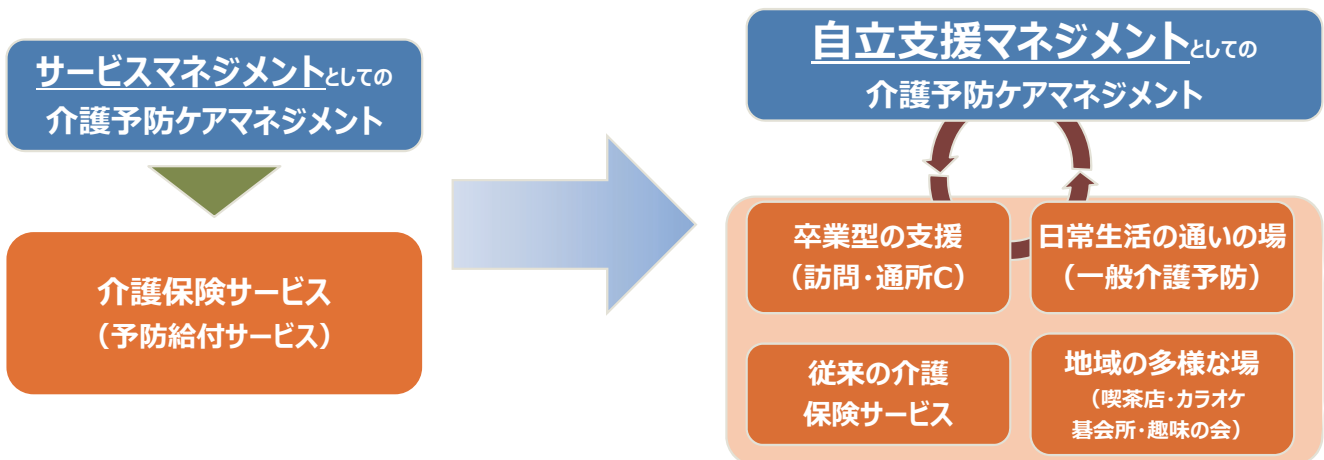 サービスマネジメントとしての
介護予防ケアマネジメント
介護保険サービス
（予防給付サービス）
自立支援マネジメントとしての
介護予防ケアマネジメント
卒業型の支援
（訪問・通所C）
日常生活の通いの場
（一般介護予防）
従来の介護
保険サービス
地域の多様な場
（喫茶店・カラオケ
碁会所・趣味の会）